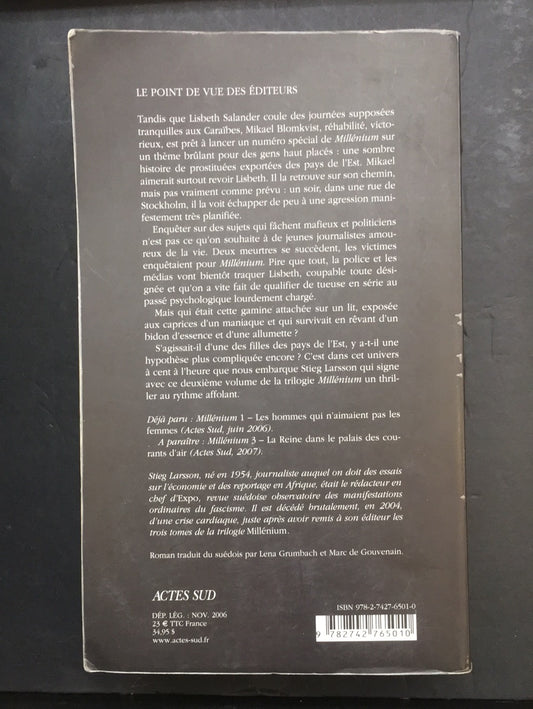 LE POINT DE VUE DES ÉDITEURS
Tandis que Lisbeth Salander coule des journées supposées
tranquilles aux Caraïbes, Mikael Blomkvist, réhabilité, victo-
rieux, est prêt à lancer un numéro spécial de Millénium sur
un thème brûlant pour des gens haut placés : une sombre
histoire de prostituées exportées des pays de l'Est. Mikael
aimerait surtout revoir Lisbeth. Il la retrouve sur son chemin,
mais pas vraiment comme prévu : un soir, dans une rue de
Stockholm, il la voit échapper de peu à une agression mani-
festement très planifiée.
Enquêter sur des sujets qui fâchent mafieux et politiciens
n'est pas ce qu'on souhaite à de jeunes journalistes amou-
reux de la vie. Deux meurtres se succèdent, les victimes
enquêtaient pour Millénium. Pire que tout, la police et les
médias vont bientôt traquer Lisbeth, coupable toute dési-
gnée et qu'on a vite fait de qualifier de tueuse en série au
passé psychologique lourdement chargé.
Mais qui était cette gamine attachée sur un lit, exposée
aux caprices d'un maniaque et qui survivait en rêvant d'un
bidon d'essence et d'une allumette ?
S'agissait-il d'une des filles des pays de l'Est, y a-t-il une
hypothèse plus compliquée encore ? C'est dans cet univers
à cent à l'heure que nous embarque Stieg Larsson qui signe
avec ce deuxième volume de la trilogie Millénium un thril-
ler au rythme affolant.
Déjà paru : Millénium 1 – Les hommes qui n'aimaient pas les
femmes (Actes Sud, juin 2006).
A paraître : Millénium 3 – La Reine dans le palais des cou-
rants d'air (Actes Sud, 2007).
Stieg Larsson, né en 1954, journaliste auquel on doit des essais
sur l'économie et des reportage en Afrique, était le rédacteur en
chef d'Expo, revue suédoise observatoire des manifestations
ordinaires du fascisme. Il est décédé brutalement, en 2004,
d'une crise cardiaque, juste après avoir remis à son éditeur les
trois tomes de la trilogie Millénium.
Roman traduit du suédois par Lena Grumbach et Marc de Gouvenain.
ACTES SUD
DÉP. LÉG. : NOV. 2006
23 € TTC France
34,95 $
www.actes-sud.fr
ISBN 978-2-7427-6501-0
9 782742 765010